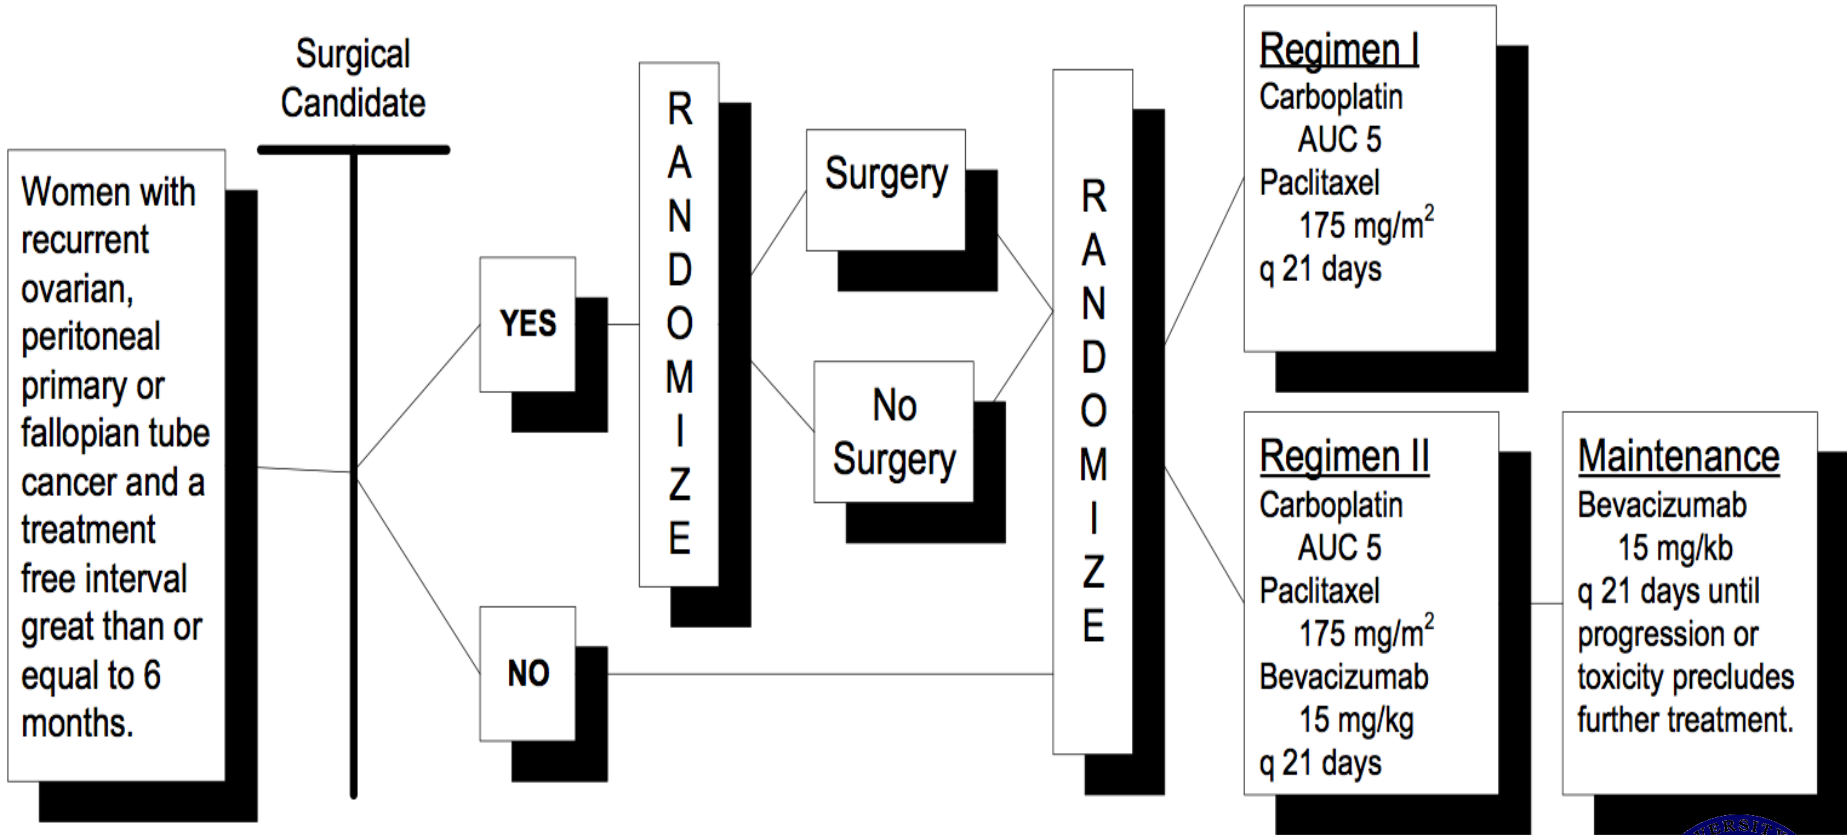 Surgical
Candidate
Women with
recurrent
ovarian,
peritoneal
primary or
fallopian tube
cancer and a
treatment
free interval
great than or
equal to 6
months.
YES
NO
R
A
N
D
O
M
I
Z
E
Surgery
No
Surgery
R
A
N
D
O
M
I
Z
E
Regimen I
Carboplatin
AUC 5
Paclitaxel
175 mg/m²
q 21 days
Regimen II
Carboplatin
AUC 5
Paclitaxel
175 mg/m²
Bevacizumab
15 mg/kg
q 21 days
Maintenance
Bevacizumab
15 mg/kb
q 21 days until
progression or
toxicity precludes
further treatment.